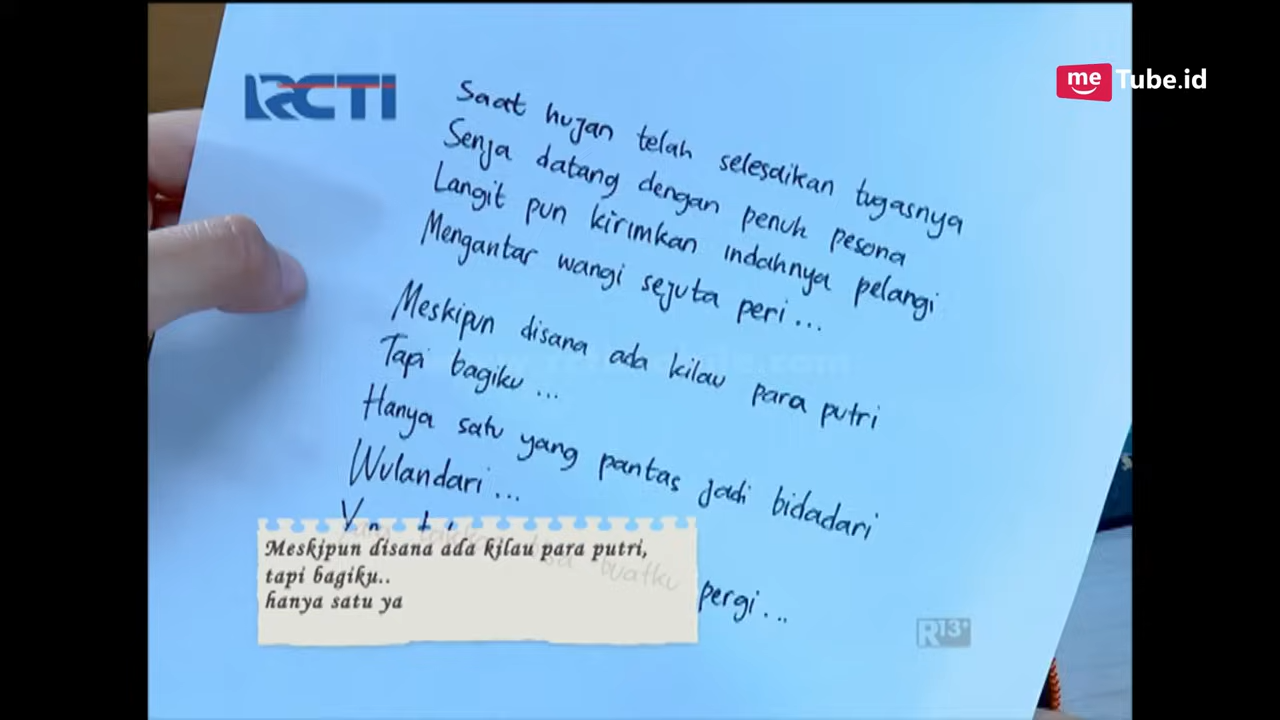 RCTI
me Tube.id
Saat hujan telah selesaikan tugasnya
Senja datang dengan penuh pesona
Langit pun kirimkan indahnya pelangi
Mengantar wangi sejuta peri...
Meskipun disana ada kilau para putri
Tapi bagiku...
Hanya satu yang pantas jadi bidadari
Wulandari...
buatku pergi...
Meskipun disana ada kilau para putri,
tapi bagiku..
hanya satu ya
R13+